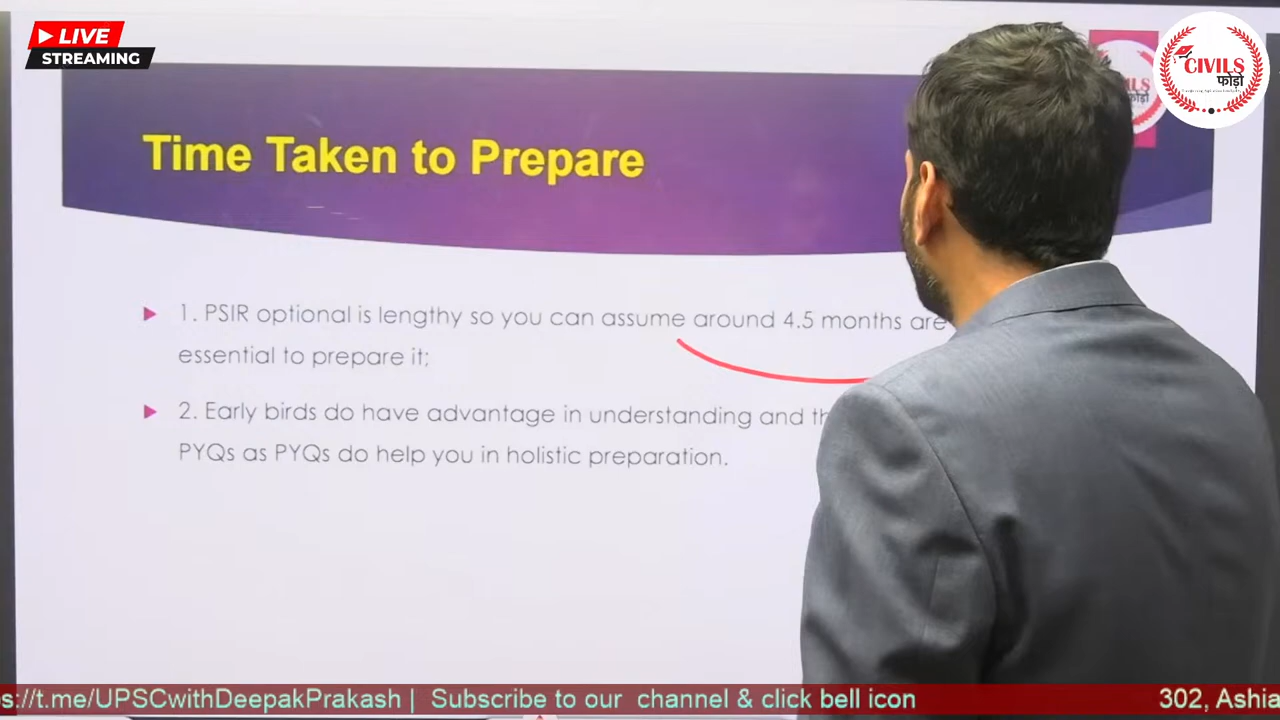 LIVE
STREAMING
CIVILS
फोड़ो
Time Taken to Prepare
1. PSIR optional is lengthy so you can assume around 4.5 months are
essential to prepare it;
2. Early birds do have advantage in understanding and
PYQs as PYQs do help you in holistic preparation.
s://t.me/UPSCwithDeepakPrakash | Subscribe to our channel & click bell icon
302, Ashia